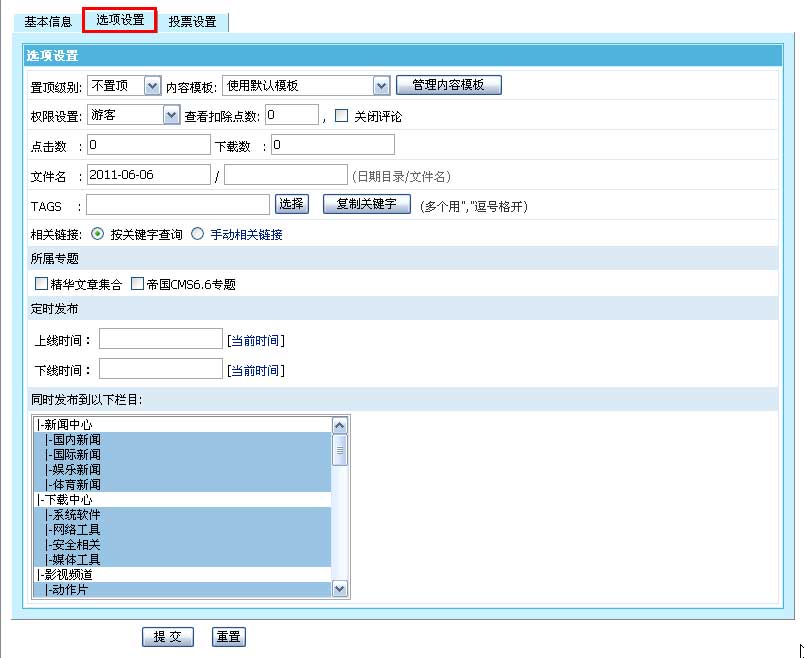 基本信息 选项设置 投票设置
选项设置
置顶级别: 不置顶 内容模板: 使用默认模板 管理内容模板
权限设置: 游客 查看扣除点数: 0 , 关闭评论
点击数 : 0 下载数 : 0
文件名 : 2011-06-06 / (日期目录/文件名)
TAGS : 选择 复制关键字 (多个用","逗号格开)
相关链接: 按关键字查询 手动相关链接
所属专题
精华文章集合 帝国CMS6.6专题
定时发布
上线时间： [当前时间]
下线时间： [当前时间]
同时发布到以下栏目:
|-新闻中心
|-国内新闻
|-国际新闻
|-娱乐新闻
|-体育新闻
|-下载中心
|-系统软件
|-网络工具
|-安全相关
|-媒体工具
|-影视频道
|-动作片
提 交 重置